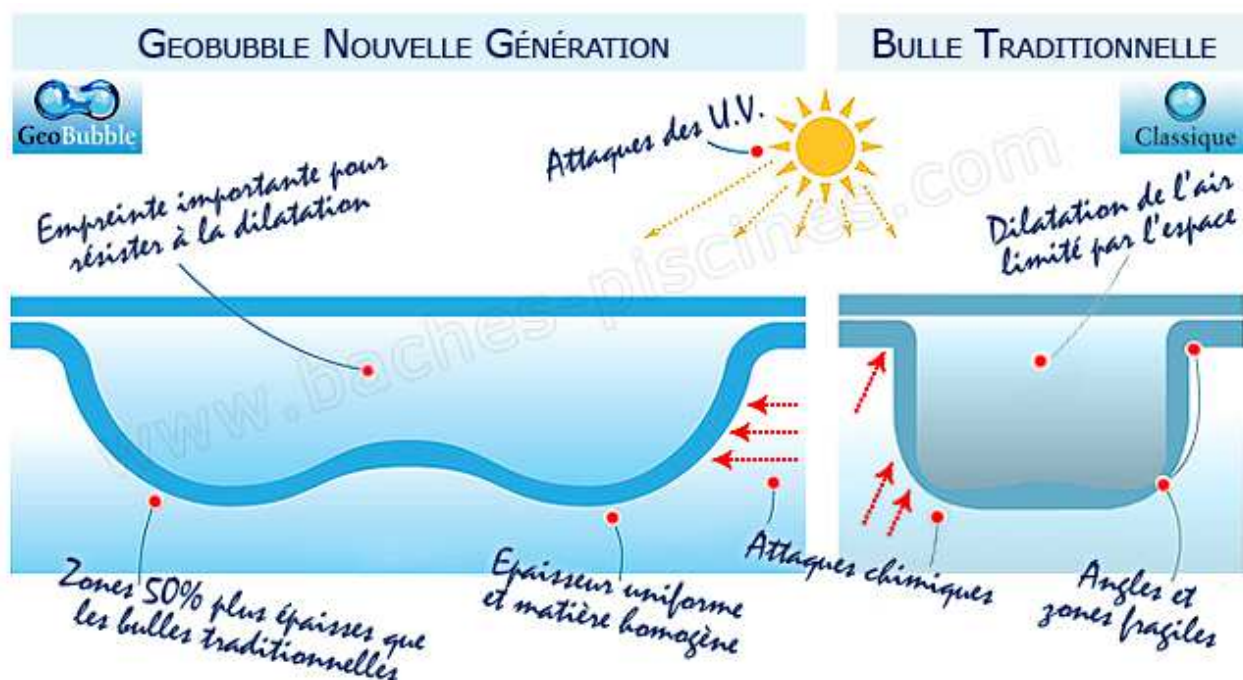 GEOBUBBLE NOUVELLE GÉNÉRATION
BULLE TRADITIONNELLE
GeoBubble
Classique
Attaques des U.V.
Empreinte importante pour
résister à la dilatation
Dilatation de l'air
limité par l'espace
www.baches-piscines.com
Zones 50% plus épaisses que
les bulles traditionnelles
Epaisseur uniforme
et matière homogène
Attaques chimiques
Angles et
zones fragiles